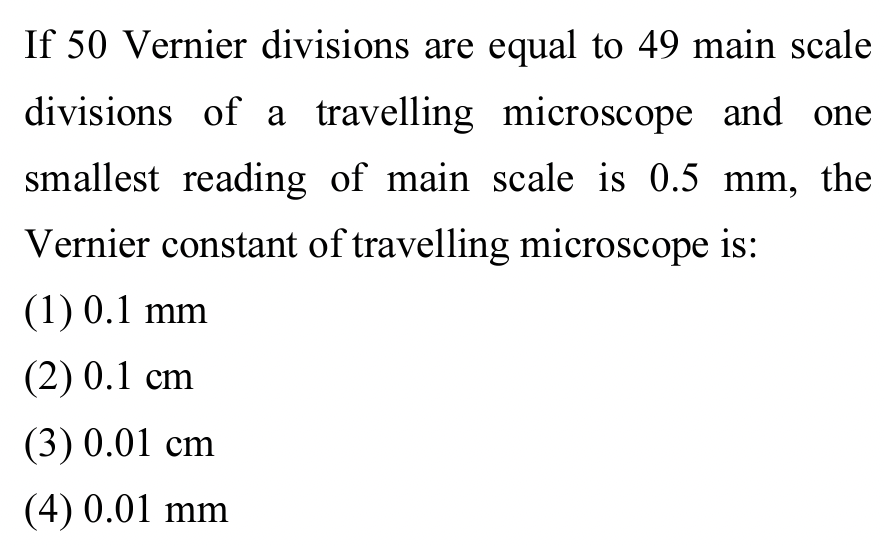 If 50 Vernier divisions are equal to 49 main scale
divisions of a travelling microscope and one
smallest reading of main scale is 0.5 mm, the
Vernier constant of travelling microscope is:
(1) 0.1 mm
(2) 0.1 cm
(3) 0.01 cm
(4) 0.01 mm